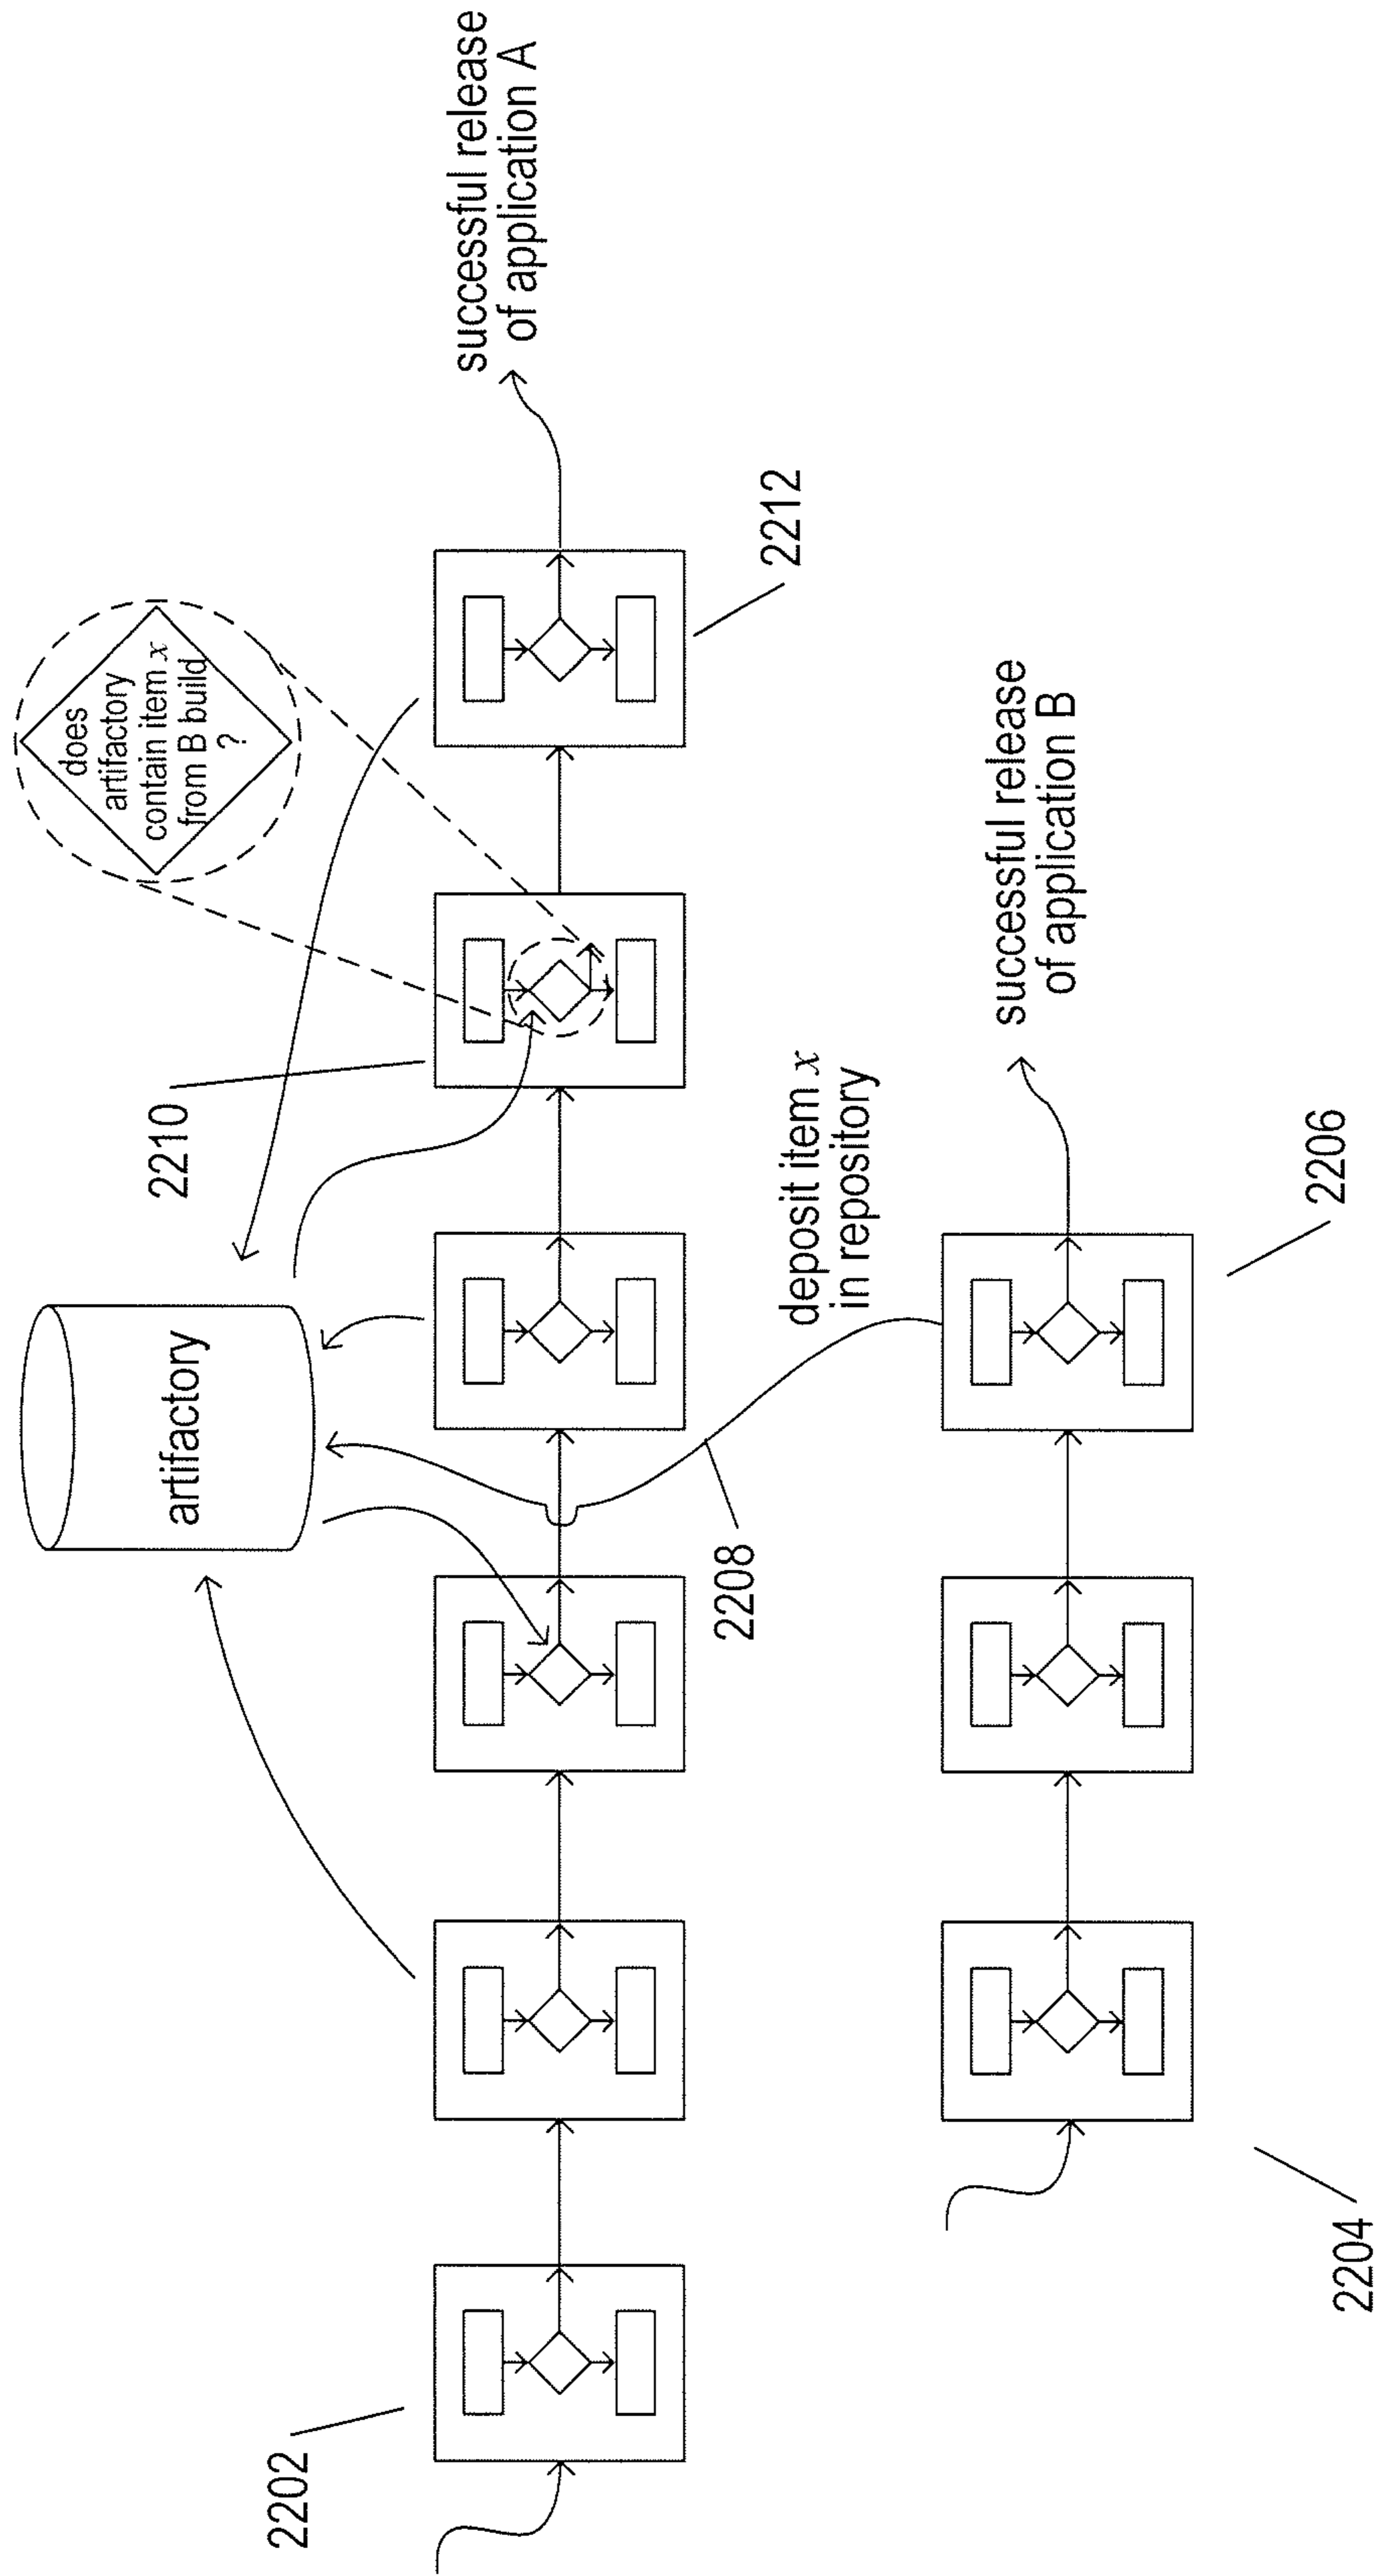 does
artifactory
contain item x
from B build
?
artifactory
2210
successful release
of application A
2202
2212
2208
deposit item x
in repository
successful release
of application B
2204
2206